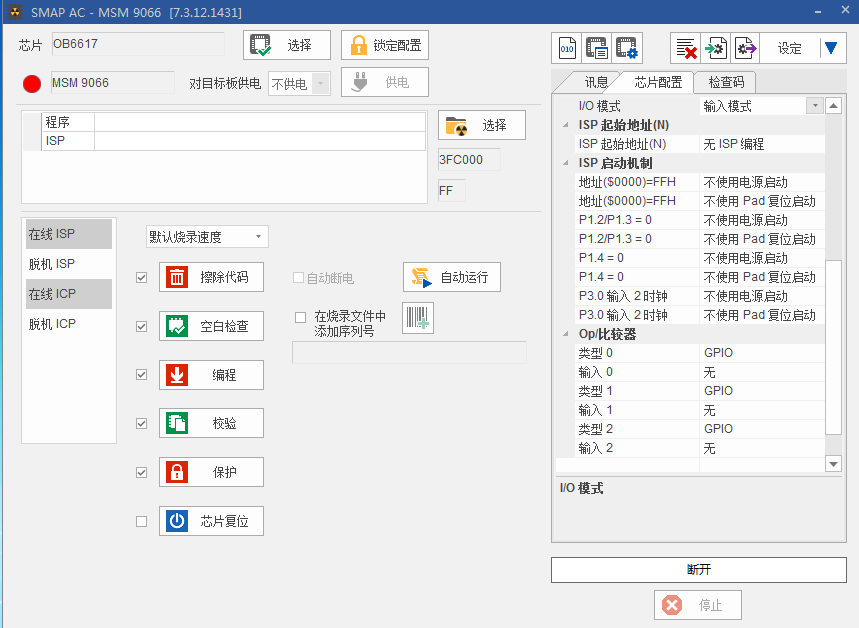 SMAP AC - MSM 9066 [7.3.12.1431]
芯片 OB6617 选择 锁定配置
MSM 9066 对目标板供电 不供电 供电
程序
ISP
选择
3FC000
FF
在线 ISP
脱机 ISP
在线 ICP
脱机 ICP
默认烧录速度
擦除代码 自动断电 自动运行
空白检查 在烧录文件中
添加序列号
编程
校验
保护
芯片复位
010 设定
讯息 芯片配置 检查码
I/O 模式 输入模式
ISP 起始地址(N)
ISP 起始地址(N) 无 ISP 编程
ISP 启动机制
地址($0000)=FFH 不使用电源启动
地址($0000)=FFH 不使用 Pad 复位启动
P1.2/P1.3 = 0 不使用电源启动
P1.2/P1.3 = 0 不使用 Pad 复位启动
P1.4 = 0 不使用电源启动
P1.4 = 0 不使用 Pad 复位启动
P3.0 输入 2 时钟 不使用电源启动
P3.0 输入 2 时钟 不使用 Pad 复位启动
Op/比较器
类型 0 GPIO
输入 0 无
类型 1 GPIO
输入 1 无
类型 2 GPIO
输入 2 无
I/O 模式
断开
停止